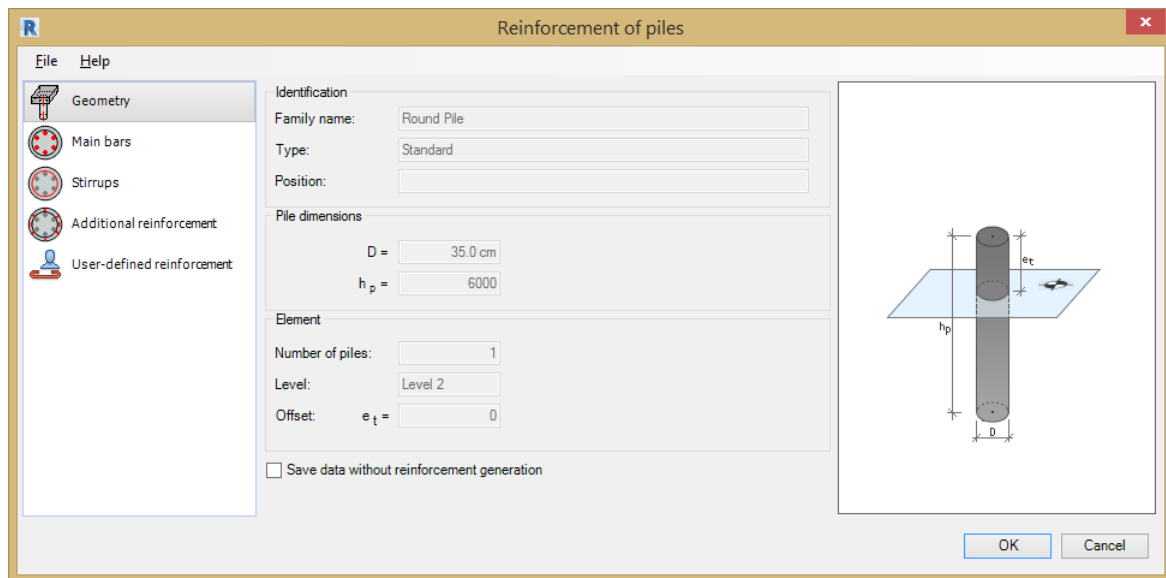 R
Reinforcement of piles
x
File Help
Geometry
Main bars
Stirrups
Additional reinforcement
User-defined reinforcement
Identification
Family name: Round Pile
Type: Standard
Position:
Pile dimensions
D = 35.0 cm
h p = 6000
Element
Number of piles: 1
Level: Level 2
Offset: e t = 0
Save data without reinforcement generation
et
hp
D
OK Cancel